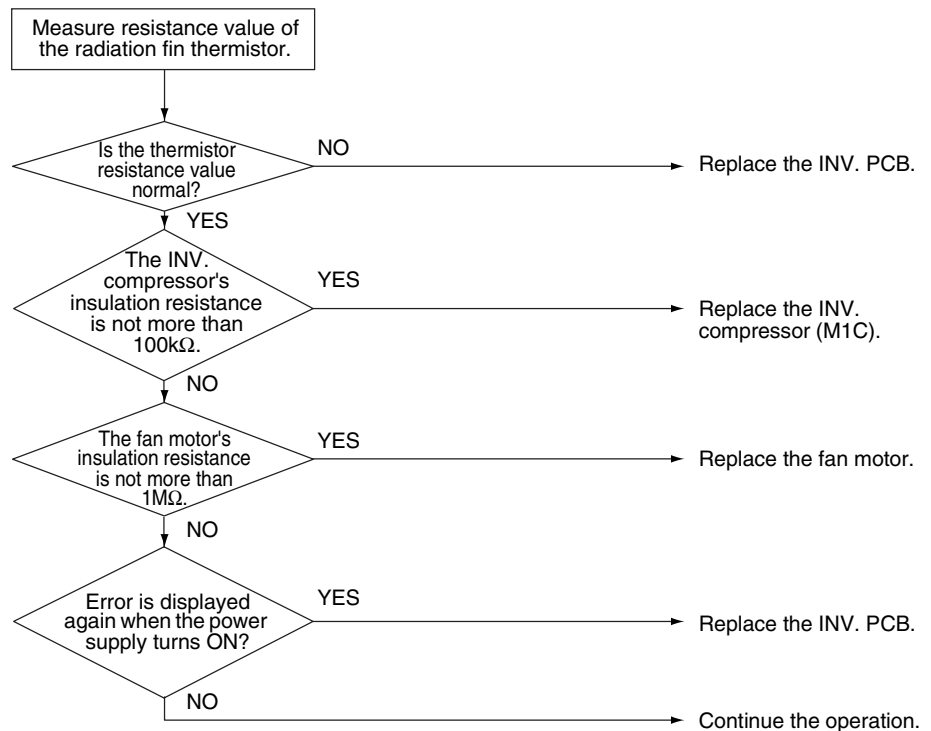 Measure resistance value of
the radiation fin thermistor.
Is the thermistor
resistance value
normal?
NO
Replace the INV. PCB.
YES
The INV.
compressor's
insulation resistance
is not more than
100kΩ.
YES
Replace the INV.
compressor (M1C).
NO
The fan motor's
insulation resistance
is not more than
1MΩ.
YES
Replace the fan motor.
NO
Error is displayed
again when the power
supply turns ON?
YES
Replace the INV. PCB.
NO
Continue the operation.